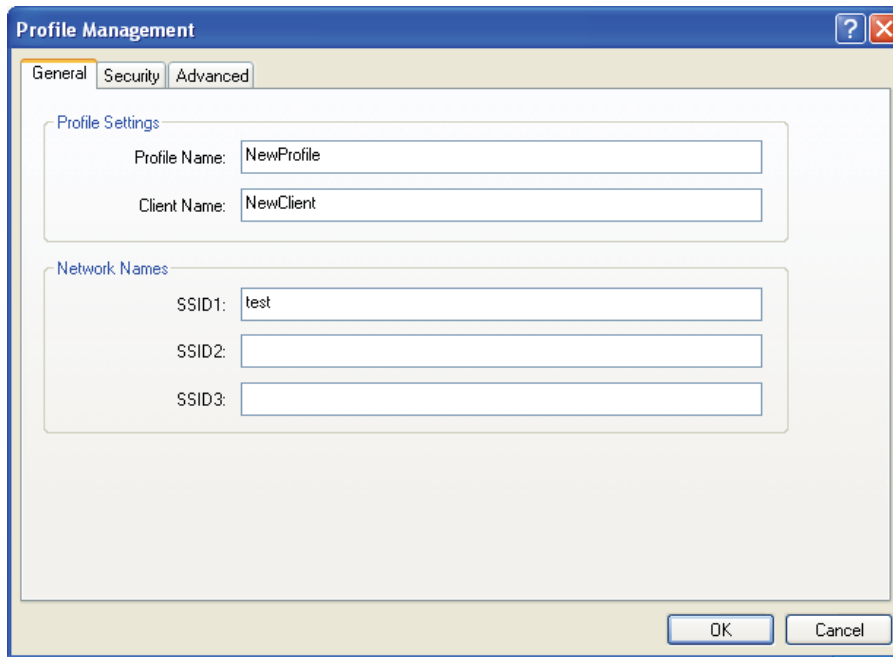 Profile Management
General Security Advanced
Profile Settings
Profile Name: NewProfile
Client Name: NewClient
Network Names
SSID1: test
SSID2:
SSID3:
OK Cancel